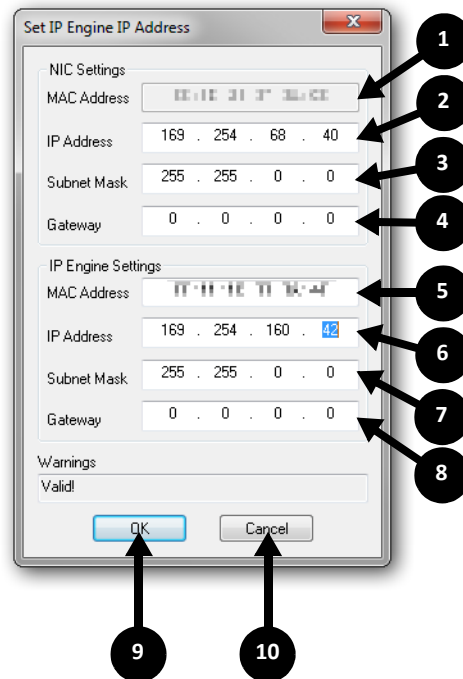 Set IP Engine IP Address
NIC Settings
MAC Address
1
IP Address 169 . 254 . 68 . 40
2
Subnet Mask 255 . 255 . 0 . 0
3
Gateway 0 . 0 . 0 . 0
4
IP Engine Settings
MAC Address
5
IP Address 169 . 254 . 160 . 42
6
Subnet Mask 255 . 255 . 0 . 0
7
Gateway 0 . 0 . 0 . 0
8
Warnings
Valid!
OK Cancel
9 10